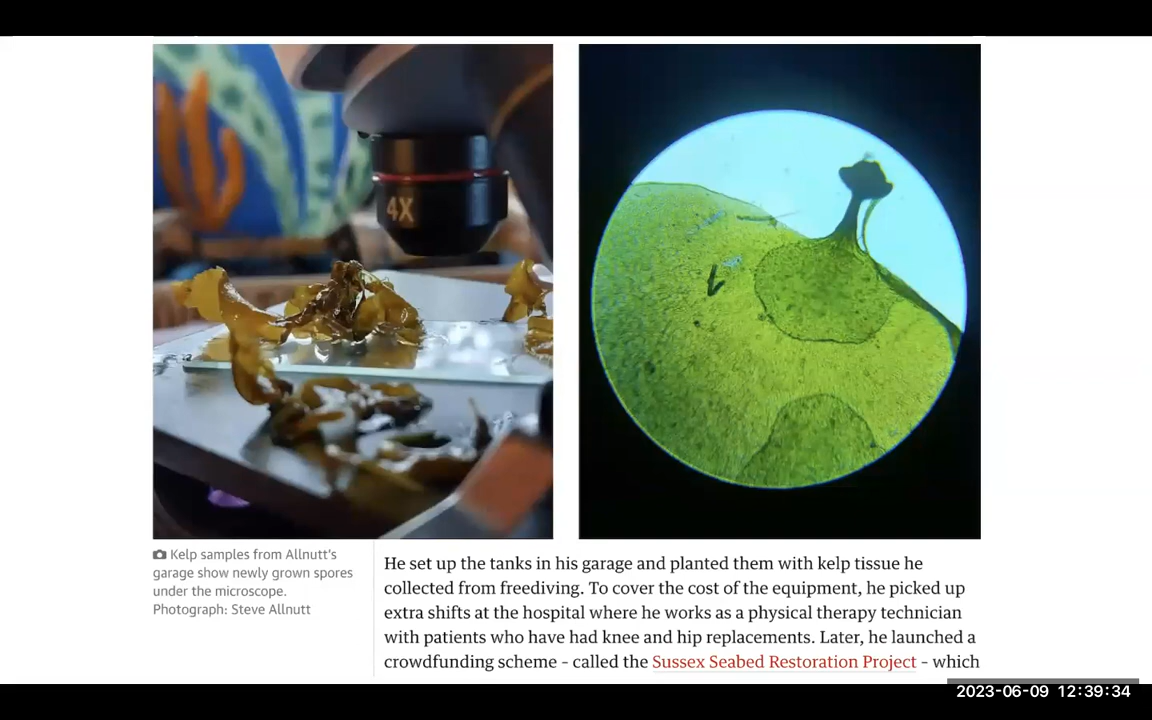 4X
Kelp samples from Allnutt's
garage show newly grown spores
under the microscope.
Photograph: Steve Allnutt
He set up the tanks in his garage and planted them with kelp tissue he
collected from freediving. To cover the cost of the equipment, he picked up
extra shifts at the hospital where he works as a physical therapy technician
with patients who have had knee and hip replacements. Later, he launched a
crowdfunding scheme – called the Sussex Seabed Restoration Project – which
2023-06-09 12:39:34